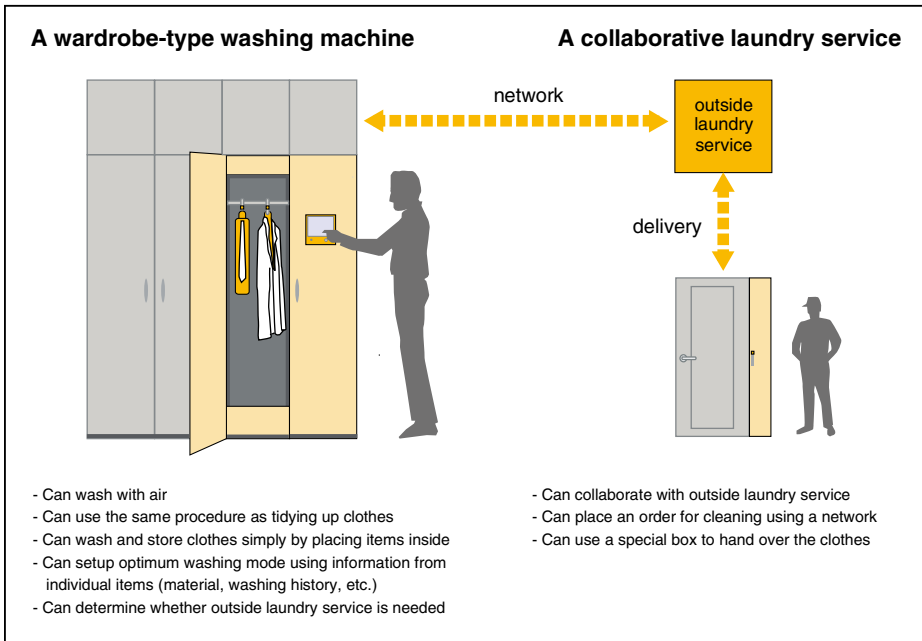 A wardrobe-type washing machine
A collaborative laundry service
network
outside
laundry
service
delivery
- Can wash with air
- Can use the same procedure as tidying up clothes
- Can wash and store clothes simply by placing items inside
- Can setup optimum washing mode using information from
individual items (material, washing history, etc.)
- Can determine whether outside laundry service is needed
- Can collaborate with outside laundry service
- Can place an order for cleaning using a network
- Can use a special box to hand over the clothes